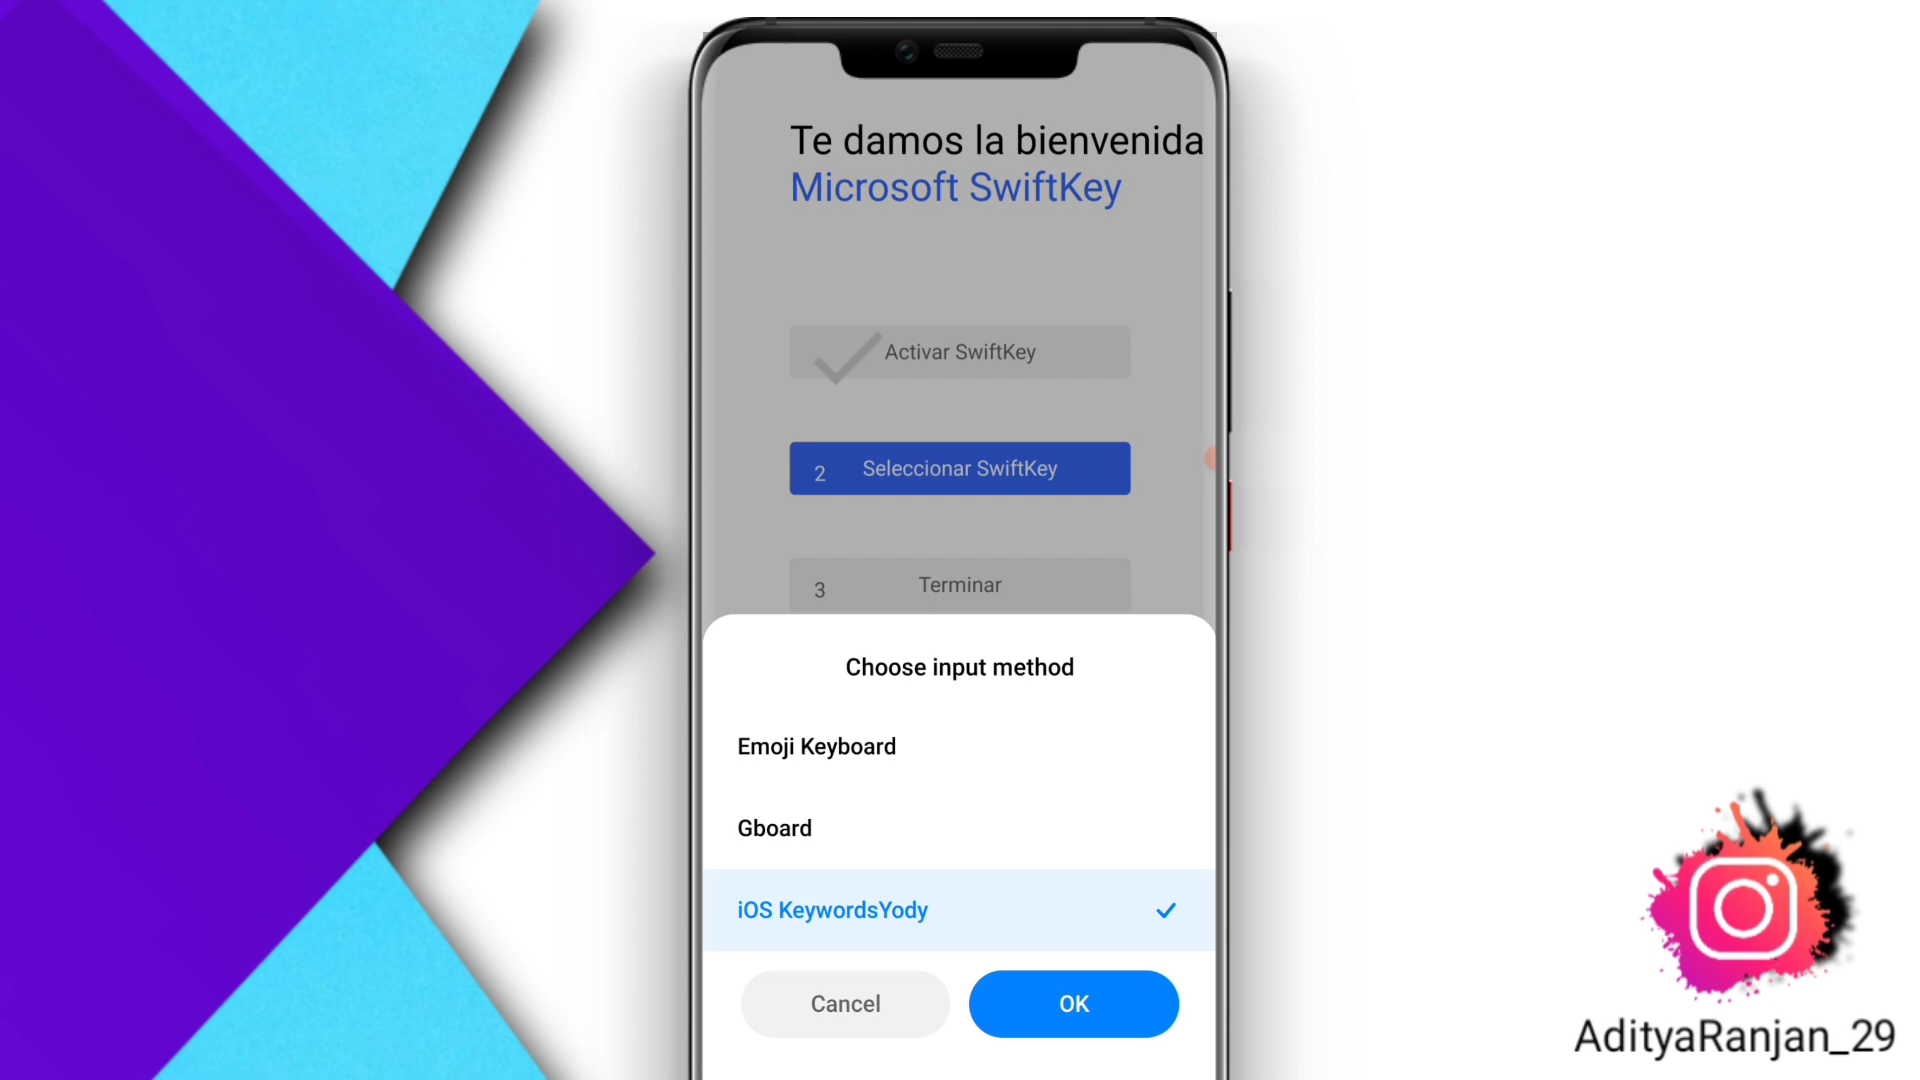 Te damos la bienvenida
Microsoft SwiftKey
Activar SwiftKey
2 Seleccionar SwiftKey
3 Terminar
Choose input method
Emoji Keyboard
Gboard
iOS KeywordsYody
Cancel OK
AdityaRanjan_29